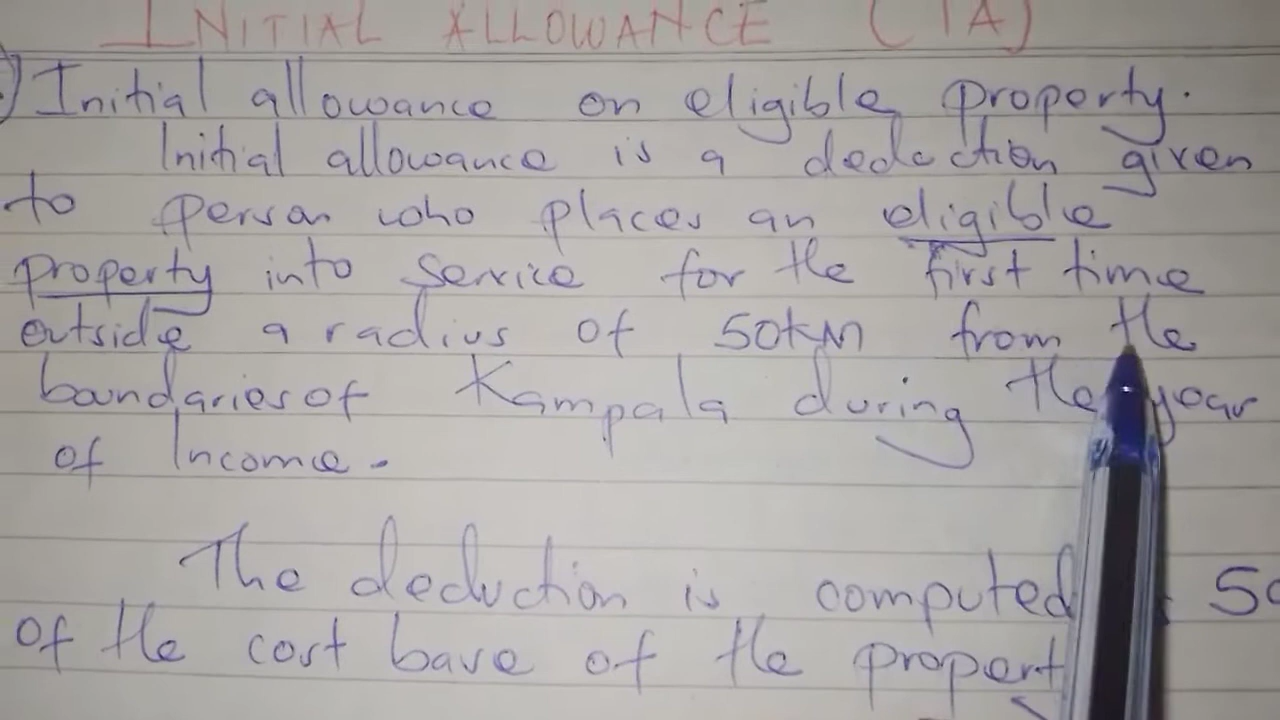 INITIAL ALLOWANCE (IA)
Initial allowance on eligible property.
Initial allowance is a deduction given
to person who places an eligible
property into service for the first time
outside a radius of 50KM from the
boundaries of Kampala during the year
of Income.
The deduction is computed
of the cost base of the